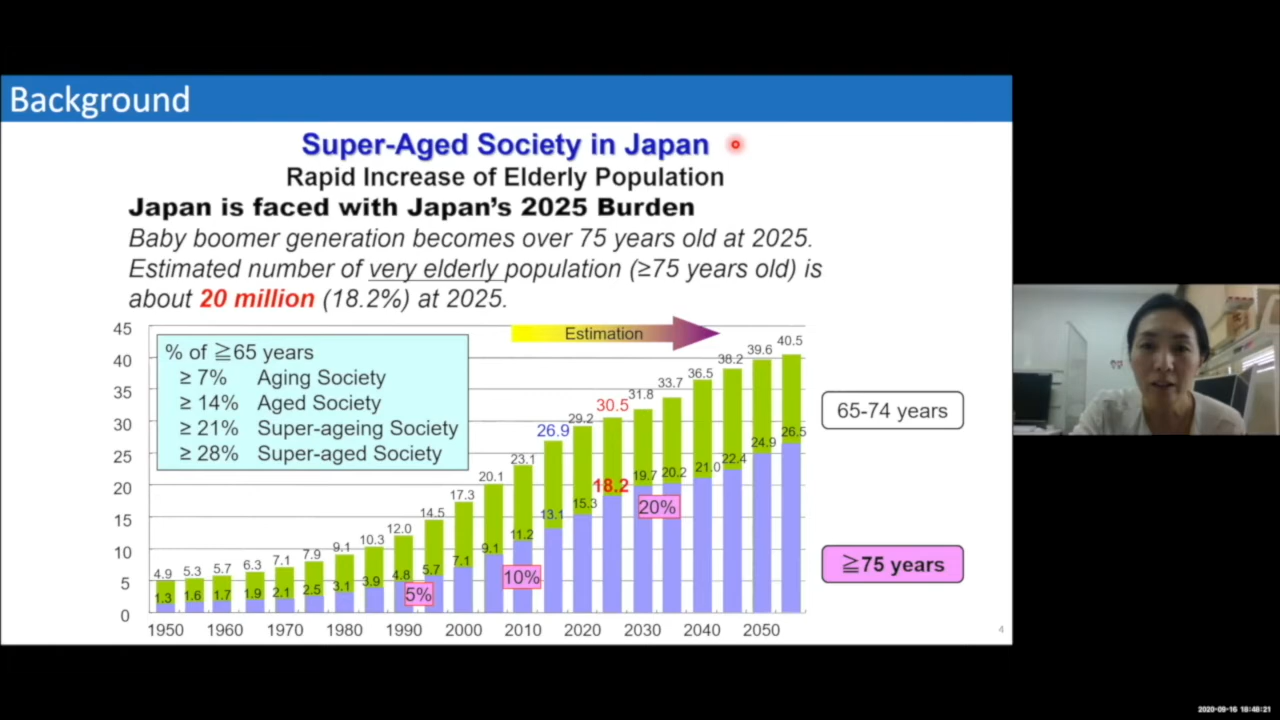 Background
Super-Aged Society in Japan
Rapid Increase of Elderly Population
Japan is faced with Japan's 2025 Burden
Baby boomer generation becomes over 75 years old at 2025.
Estimated number of very elderly population (≥75 years old) is
about 20 million (18.2%) at 2025.
Estimation
% of ≧65 years
≥ 7% Aging Society
≥ 14% Aged Society
≥ 21% Super-ageing Society
≥ 28% Super-aged Society
45
40
35
30
25
20
15
10
5
0
4.9 5.3 5.7 6.3 7.1 7.9 9.1 10.3 12.0 14.5 17.3 20.1 23.1 26.9 29.2 30.5 31.8 33.7 36.5 38.2 39.6 40.5
1.3 1.6 1.7 1.9 2.1 2.5 3.1 3.9 4.8 5.7 7.1 9.1 11.2 13.1 15.3 18.2 19.7 20.2 21.0 22.4 24.9 26.5
5% 10% 20%
65-74 years
≧75 years
1950 1960 1970 1980 1990 2000 2010 2020 2030 2040 2050
4
2020-09-16 18:48:21